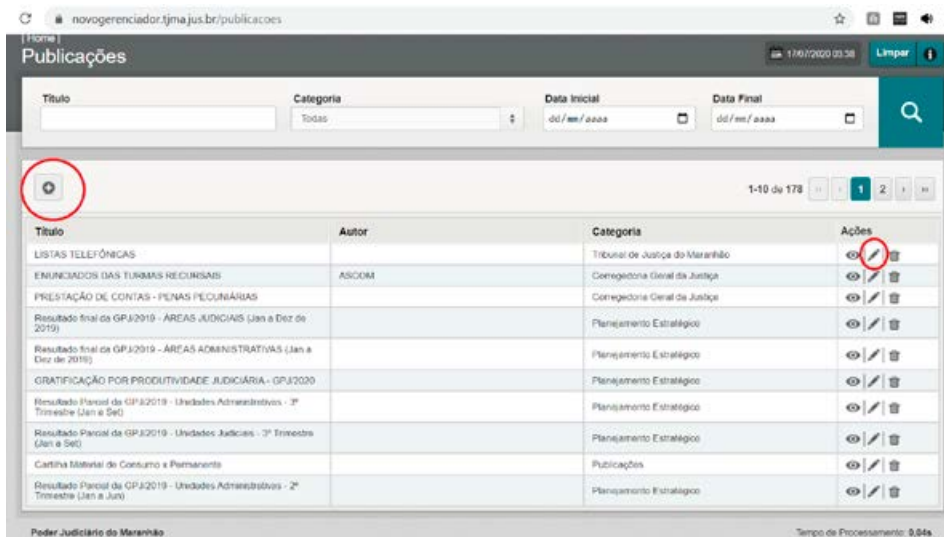 novogerenciador.tjma.jus.br/publicacoes
[Home]
Publicações
17/07/2020 03:38
Limpar
Título
Categoria
Data Inicial
Data Final
Todas
dd/mm/aaaa
dd/mm/aaaa
1-10 de 178
1
2
Título Autor Categoria Ações
LISTAS TELEFÔNICAS Tribunal de Justiça do Maranhão
ENUNCIADOS DAS TURMAS RECURSAIS ASCOM Corregedoria Geral da Justiça
PRESTAÇÃO DE CONTAS - PENAS PECUNIÁRIAS Corregedoria Geral da Justiça
Resultado final da GPJ/2019 - ÁREAS JUDICIAIS (Jan a Dez de
2019)
Planejamento Estratégico
Resultado final da GPJ/2019 - ÁREAS ADMINISTRATIVAS (Jan a
Dez de 2019)
Planejamento Estratégico
GRATIFICAÇÃO POR PRODUTIVIDADE JUDICIÁRIA - GPJ/2020 Planejamento Estratégico
Resultado Parcial da GPJ/2019 - Unidades Administrativas - 3º
Trimestre (Jan a Set)
Planejamento Estratégico
Resultado Parcial da GPJ/2019 - Unidades Judiciais - 3º Trimestre
(Jan a Set)
Planejamento Estratégico
Cartilha Material de Consumo e Permanente Publicações
Resultado Parcial da GPJ/2019 - Unidades Administrativas - 2º
Trimestre (Jan a Jun)
Planejamento Estratégico
Poder Judiciário do Maranhão
Tempo de Processamento: 0.04s